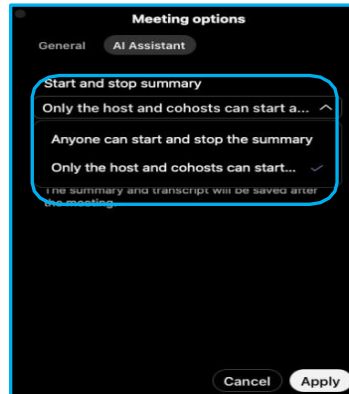 Meeting options
General AI Assistant
Start and stop summary
Only the host and cohosts can start a...
Anyone can start and stop the summary
Only the host and cohosts can start...
The summary and transcript will be saved after
the meeting.
Cancel Apply